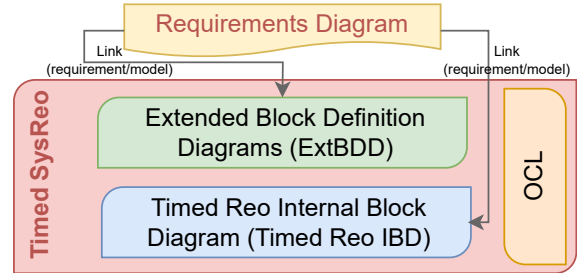 Requirements Diagram
Link
(requirement/model)
Link
(requirement/model)
Timed SysReo
Extended Block Definition
Diagrams (ExtBDD)
OCL
Timed Reo Internal Block
Diagram (Timed Reo IBD)